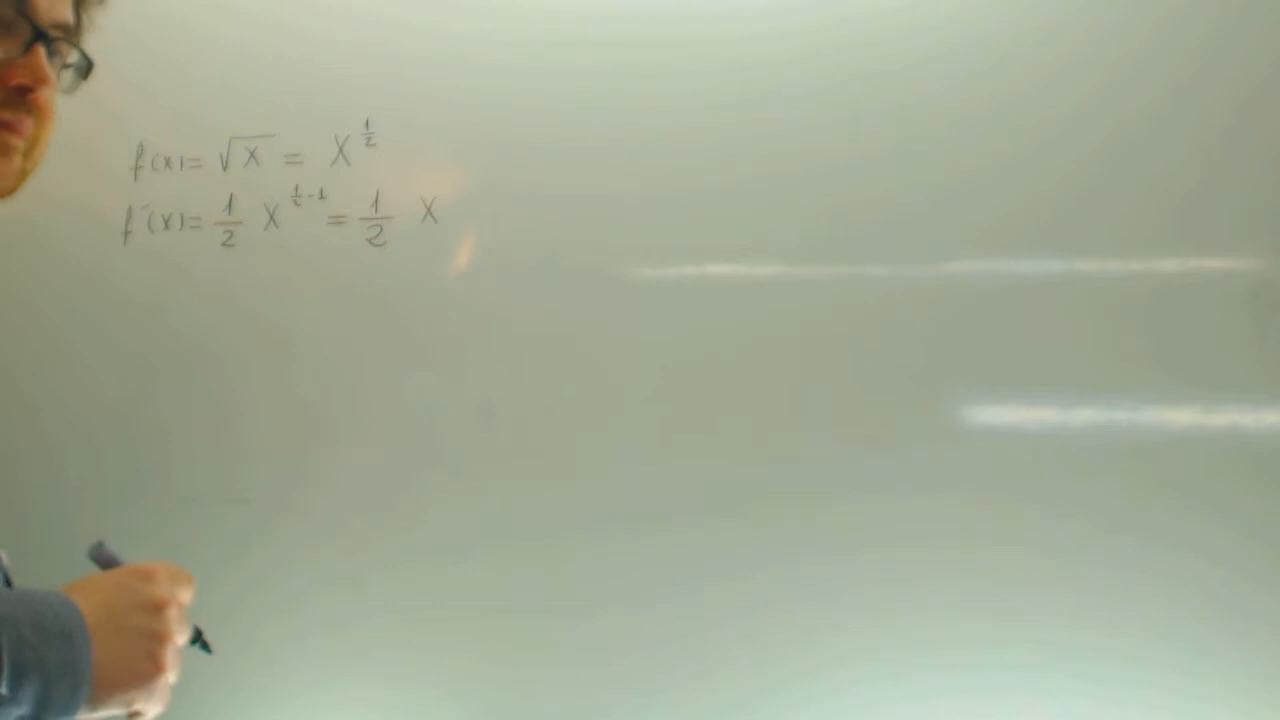 f(x) = √x = x^(1/2)
f'(x) = 1/2 x^(1/2 - 1) = 1/2 x